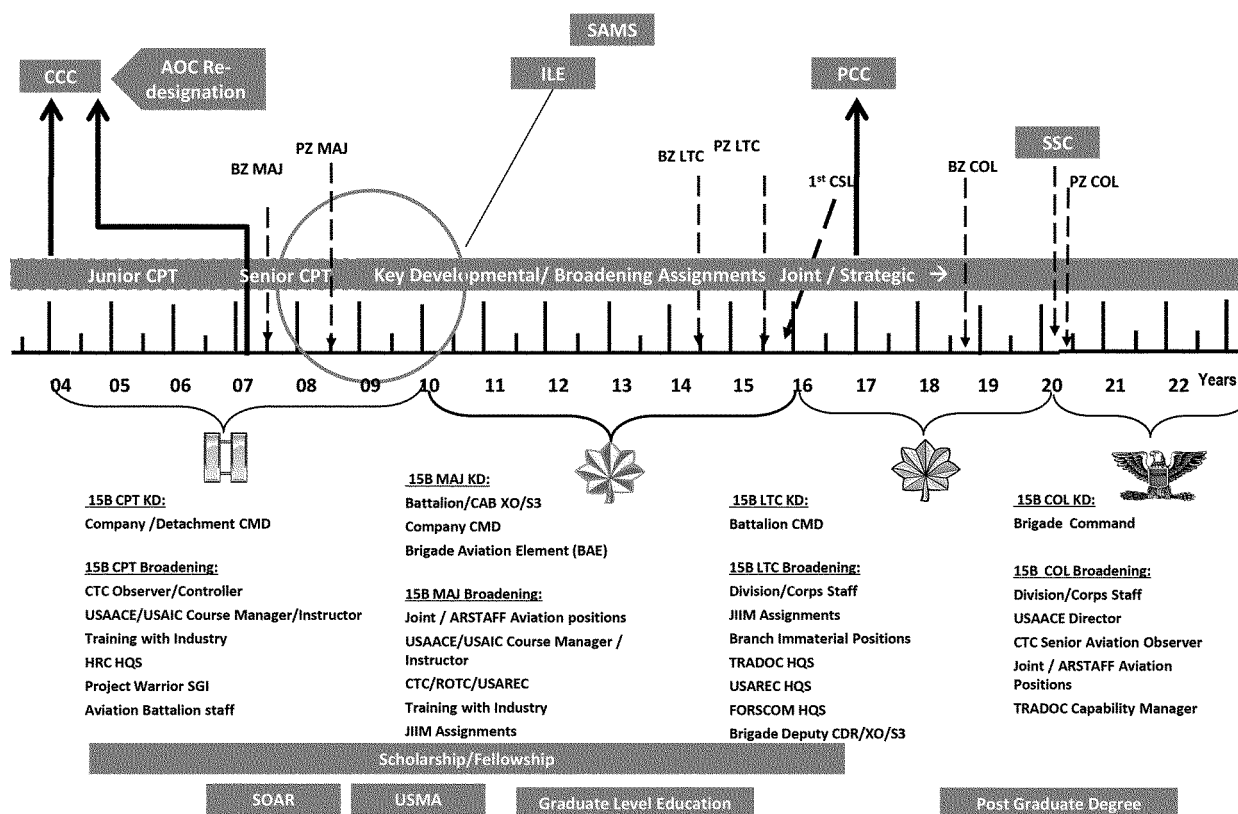 SAMS
CCC
AOC Re-
designation
ILE
PCC
BZ MAJ
PZ MAJ
BZ LTC
PZ LTC
1st CSL
BZ COL
SSC
PZ COL
Junior CPT
Senior CPT
Key Developmental/ Broadening Assignments Joint / Strategic →
04 05 06 07 08 09 10 11 12 13 14 15 16 17 18 19 20 21 22 Years
15B CPT KD:
Company /Detachment CMD
15B CPT Broadening:
CTC Observer/Controller
USAACE/USAIC Course Manager/Instructor
Training with Industry
HRC HQS
Project Warrior SGI
Aviation Battalion staff
15B MAJ KD:
Battalion/CAB XO/S3
Company CMD
Brigade Aviation Element (BAE)
15B MAJ Broadening:
Joint / ARSTAFF Aviation positions
USAACE/USAIC Course Manager /
Instructor
CTC/ROTC/USAREC
Training with Industry
JIIM Assignments
15B LTC KD:
Battalion CMD
15B LTC Broadening:
Division/Corps Staff
JIIM Assignments
Branch Immaterial Positions
TRADOC HQS
USAREC HQS
FORSCOM HQS
Brigade Deputy CDR/XO/S3
15B COL KD:
Brigade Command
15B COL Broadening:
Division/Corps Staff
USAACE Director
CTC Senior Aviation Observer
Joint / ARSTAFF Aviation
Positions
TRADOC Capability Manager
Scholarship/Fellowship
SOAR
USMA
Graduate Level Education
Post Graduate Degree